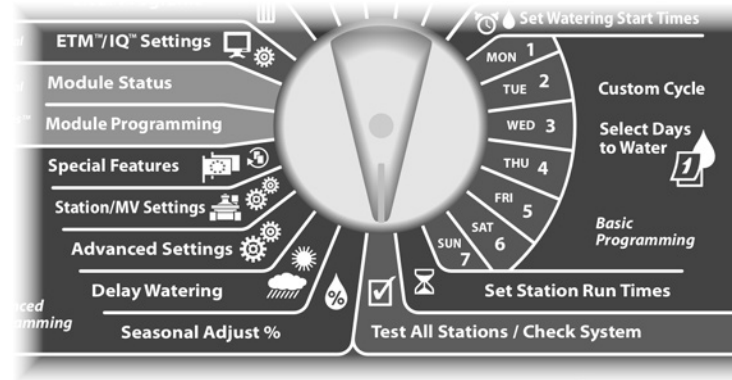 ETM™/IQ™ Settings
Module Status
Module Programming
Special Features
Station/MV Settings
Advanced Settings
Delay Watering
Seasonal Adjust %
%
Set Watering Start Times
MON 1
TUE 2
WED 3
THU 4
FRI 5
SAT 6
SUN 7
Custom Cycle
Select Days
to Water
1
Basic
Programming
Set Station Run Times
Test All Stations / Check System